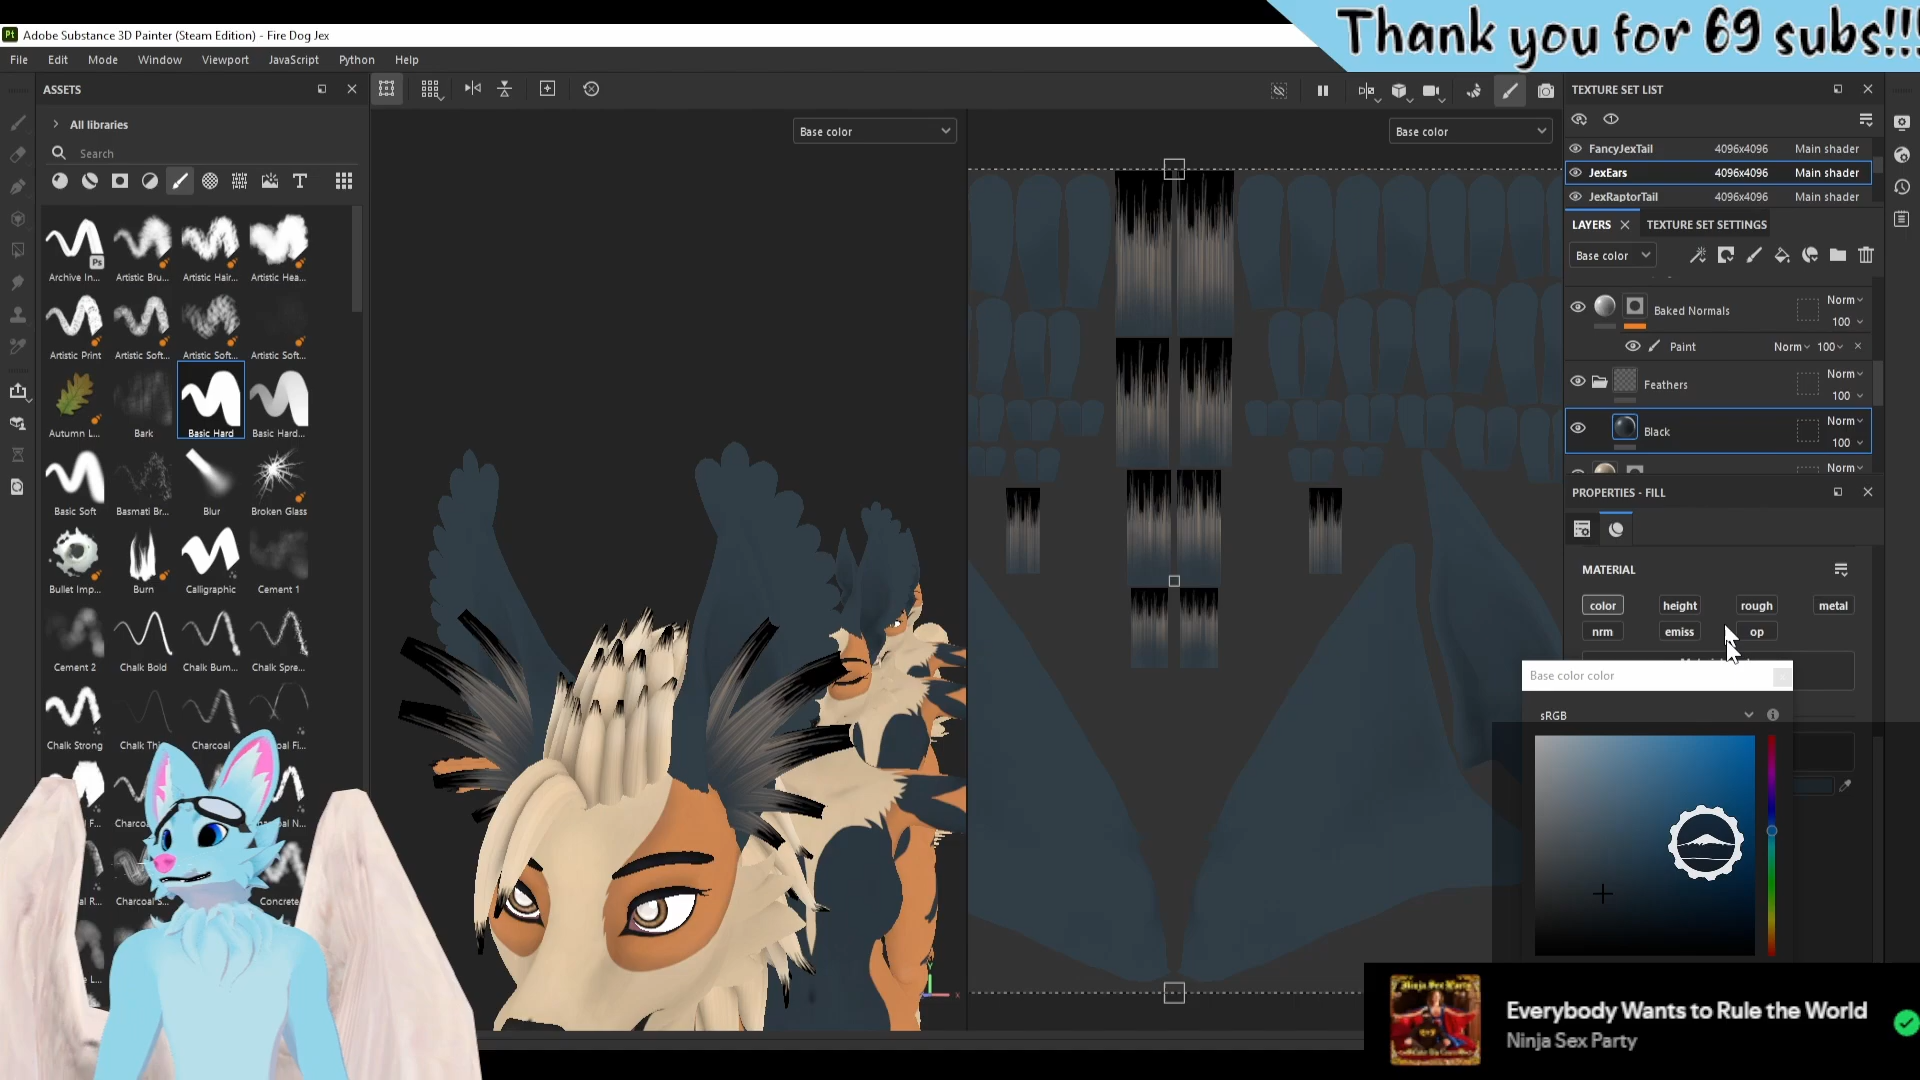 Thank you for 69 subs!!!
Adobe Substance 3D Painter (Steam Edition) - Fire Dog Jex
File Edit Mode Window Viewport JavaScript Python Help
ASSETS
All libraries
Search
Archive In... Artistic Bru... Artistic Hair... Artistic Hea...
Artistic Print Artistic Soft... Artistic Soft... Artistic Soft...
Autumn L... Bark Basic Hard Basic Hard...
Basic Soft Basmati Br... Blur Broken Glass
Bullet Imp... Burn Calligraphic Cement 1
Cement 2 Chalk Bold Chalk Bum... Chalk Spre...
Chalk Strong Chalk Thi... Charcoal
Concrete
Base color
Base color
TEXTURE SET LIST
FancyJexTail 4096x4096 Main shader
JexEars 4096x4096 Main shader
JexRaptorTail 4096x4096 Main shader
LAYERS TEXTURE SET SETTINGS
Base color
Baked Normals Norm 100
Paint Norm 100
Feathers Norm 100
Black Norm 100
Norm
PROPERTIES - FILL
MATERIAL
color height rough metal
nrm emiss op
Base color color
sRGB
Everybody Wants to Rule the World
Ninja Sex Party